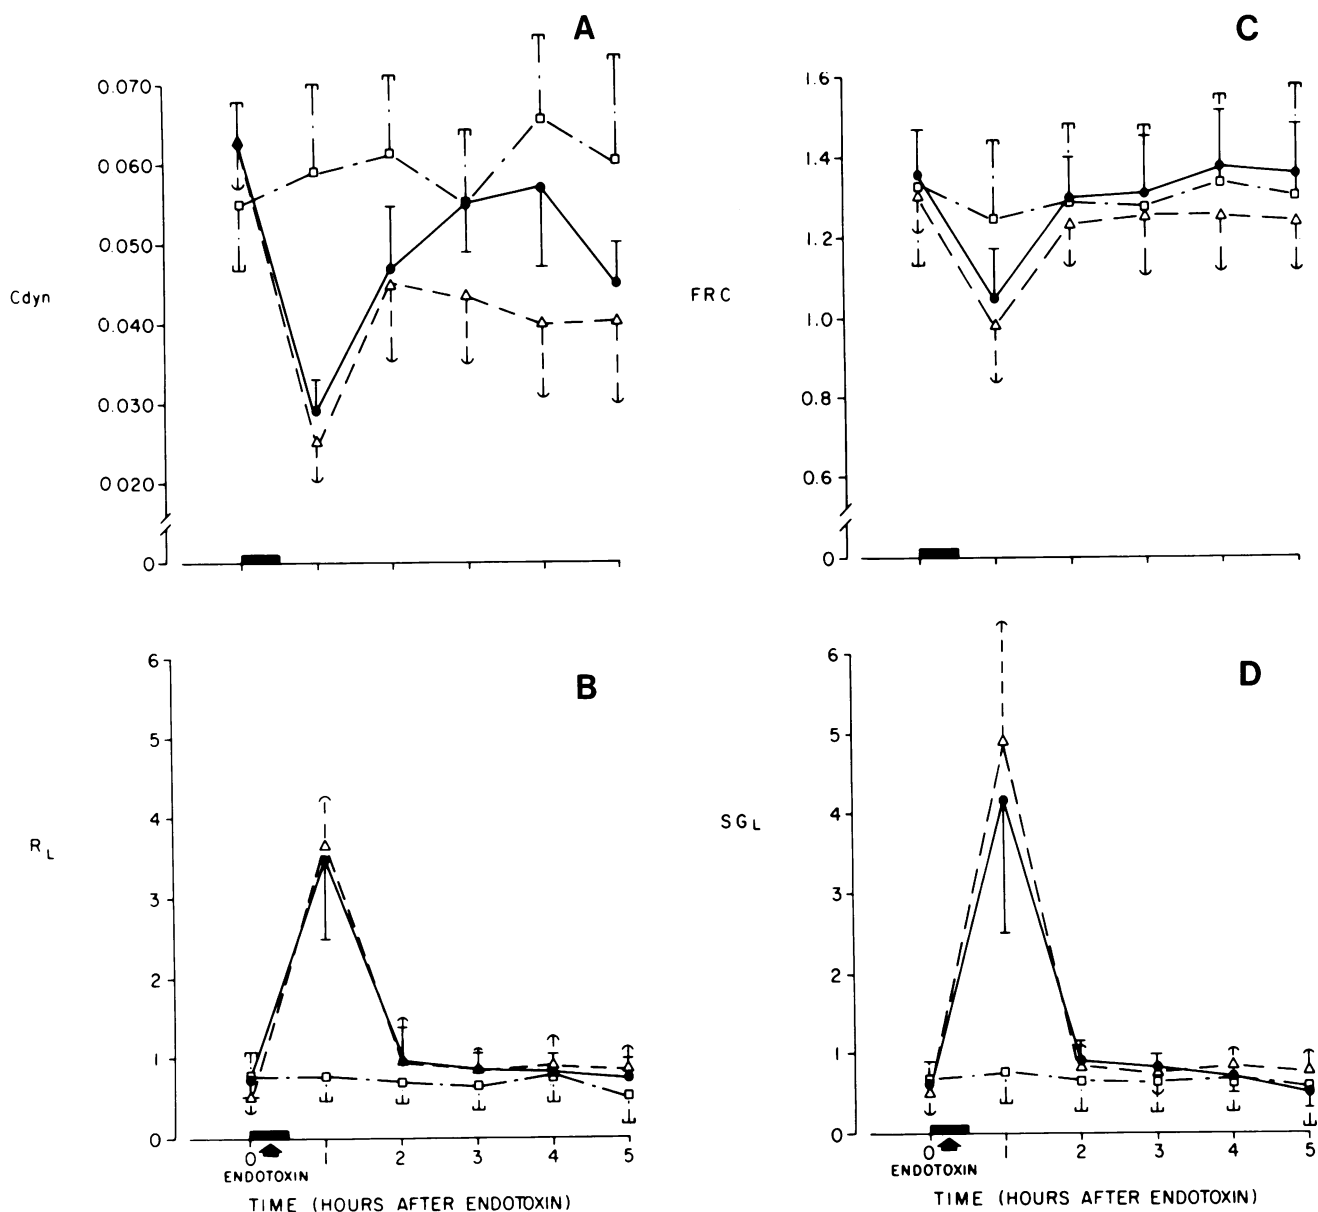 A
0.070
0.060
0.050
Cdyn
0.040
0.030
0 020
0
C
1.6
1.4
1.2
FRC
1.0
0.8
0.6
0
B
6
5
4
RL
3
2
1
0
0 1 2 3 4 5
ENDOTOXIN
TIME (HOURS AFTER ENDOTOXIN)
D
6
5
4
SGL
3
2
1
0
0 1 2 3 4 5
ENDOTOXIN
TIME (HOURS AFTER ENDOTOXIN)